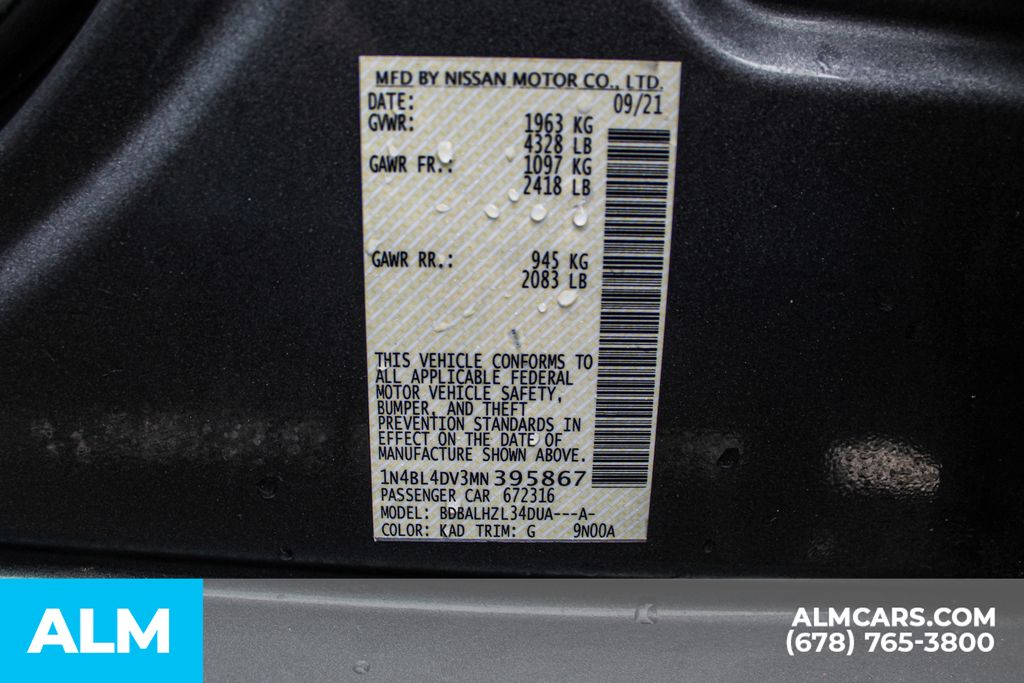 MFD BY NISSAN MOTOR CO., LTD.
DATE: 09/21
GVWR: 1963 KG
4328 LB
GAWR FR.: 1097 KG
2418 LB
GAWR RR.: 945 KG
2083 LB
THIS VEHICLE CONFORMS TO
ALL APPLICABLE FEDERAL
MOTOR VEHICLE SAFETY,
BUMPER, AND THEFT
PREVENTION STANDARDS IN
EFFECT ON THE DATE OF
MANUFACTURE SHOWN ABOVE.
1N4BL4DV3MN395867
PASSENGER CAR 672316
MODEL: BDBALHZL34DUA---A-
COLOR: KAD TRIM: G 9N00A
ALM
ALMCARS.COM
(678) 765-3800